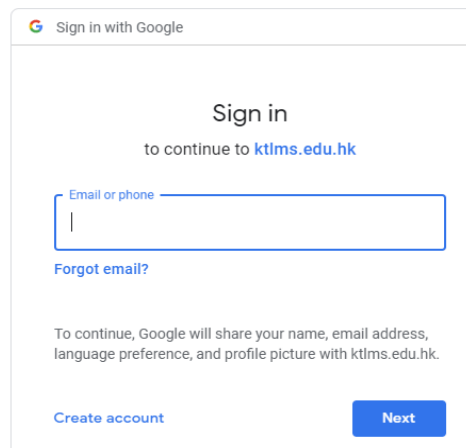 Sign in with Google
Sign in
to continue to ktlms.edu.hk
Email or phone
Forgot email?
To continue, Google will share your name, email address,
language preference, and profile picture with ktlms.edu.hk.
Create account
Next